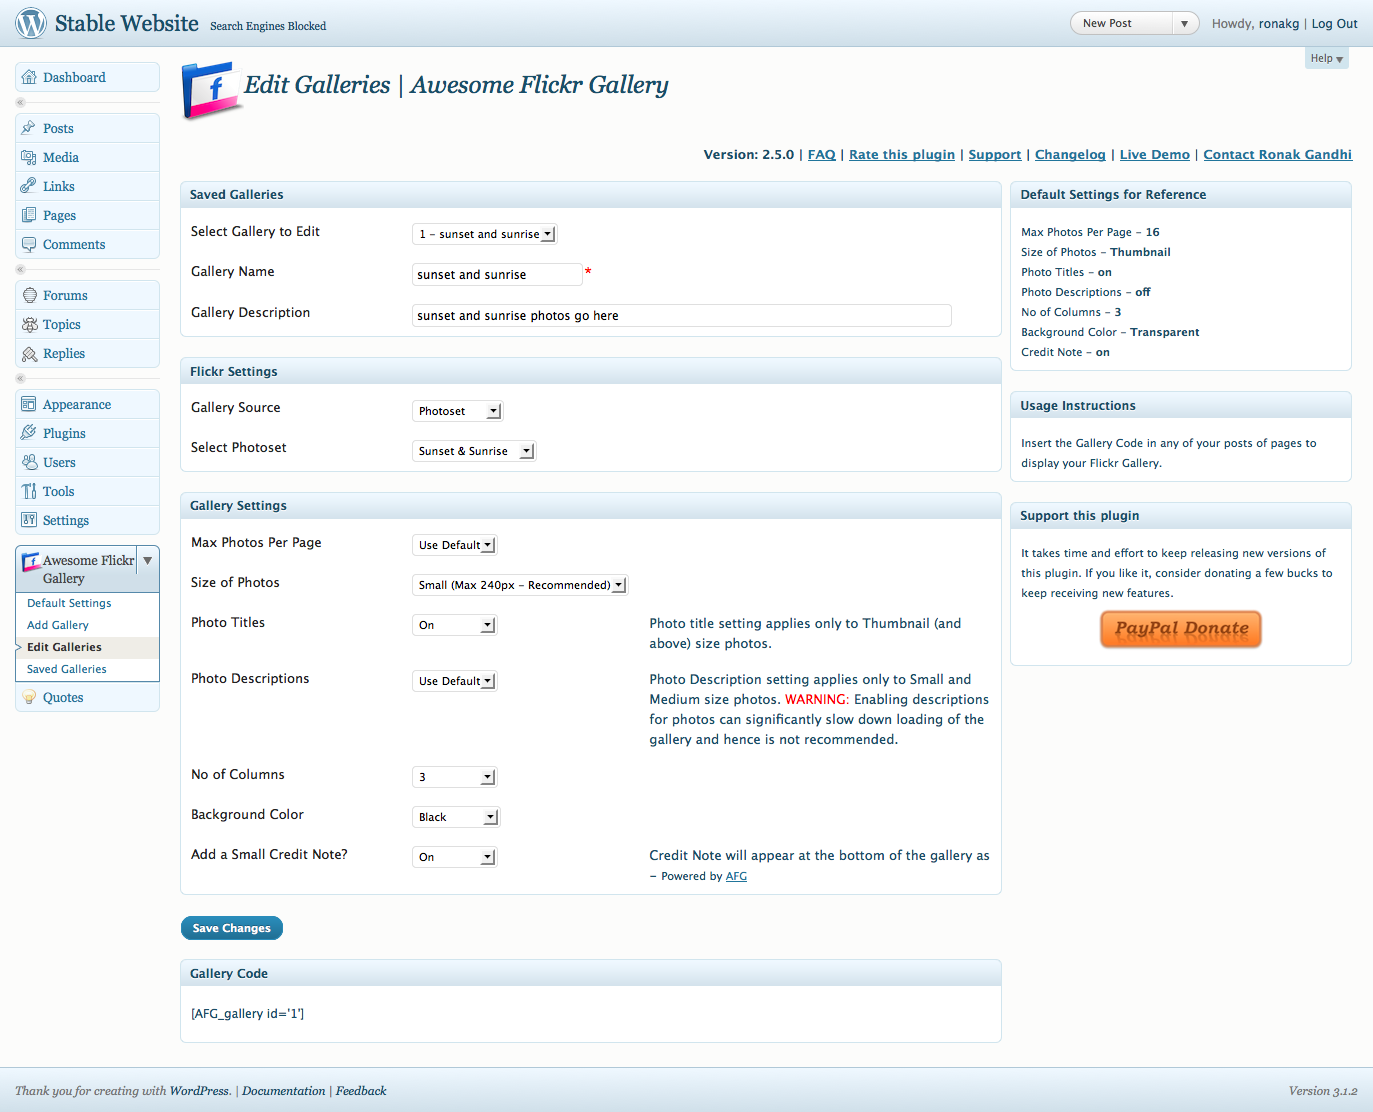 Stable Website Search Engines Blocked New Post Howdy, ronakg | Log Out
Help
Dashboard
Posts
Media
Links
Pages
Comments
Forums
Topics
Replies
Appearance
Plugins
Users
Tools
Settings
Awesome Flickr
Gallery
Default Settings
Add Gallery
Edit Galleries
Saved Galleries
Quotes
Edit Galleries | Awesome Flickr Gallery
Version: 2.5.0 | FAQ | Rate this plugin | Support | Changelog | Live Demo | Contact Ronak Gandhi
Saved Galleries
Select Gallery to Edit 1 – sunset and sunrise
Gallery Name sunset and sunrise *
Gallery Description sunset and sunrise photos go here
Flickr Settings
Gallery Source Photoset
Select Photoset Sunset & Sunrise
Gallery Settings
Max Photos Per Page Use Default
Size of Photos Small (Max 240px – Recommended)
Photo Titles On Photo title setting applies only to Thumbnail (and
above) size photos.
Photo Descriptions Use Default Photo Description setting applies only to Small and
Medium size photos. WARNING: Enabling descriptions
for photos can significantly slow down loading of the
gallery and hence is not recommended.
No of Columns 3
Background Color Black
Add a Small Credit Note? On Credit Note will appear at the bottom of the gallery as
– Powered by AFG
Save Changes
Gallery Code
[AFG_gallery id='1']
Default Settings for Reference
Max Photos Per Page – 16
Size of Photos – Thumbnail
Photo Titles – on
Photo Descriptions – off
No of Columns – 3
Background Color – Transparent
Credit Note – on
Usage Instructions
Insert the Gallery Code in any of your posts of pages to
display your Flickr Gallery.
Support this plugin
It takes time and effort to keep releasing new versions of
this plugin. If you like it, consider donating a few bucks to
keep receiving new features.
PayPal Donate
Thank you for creating with WordPress. | Documentation | Feedback Version 3.1.2